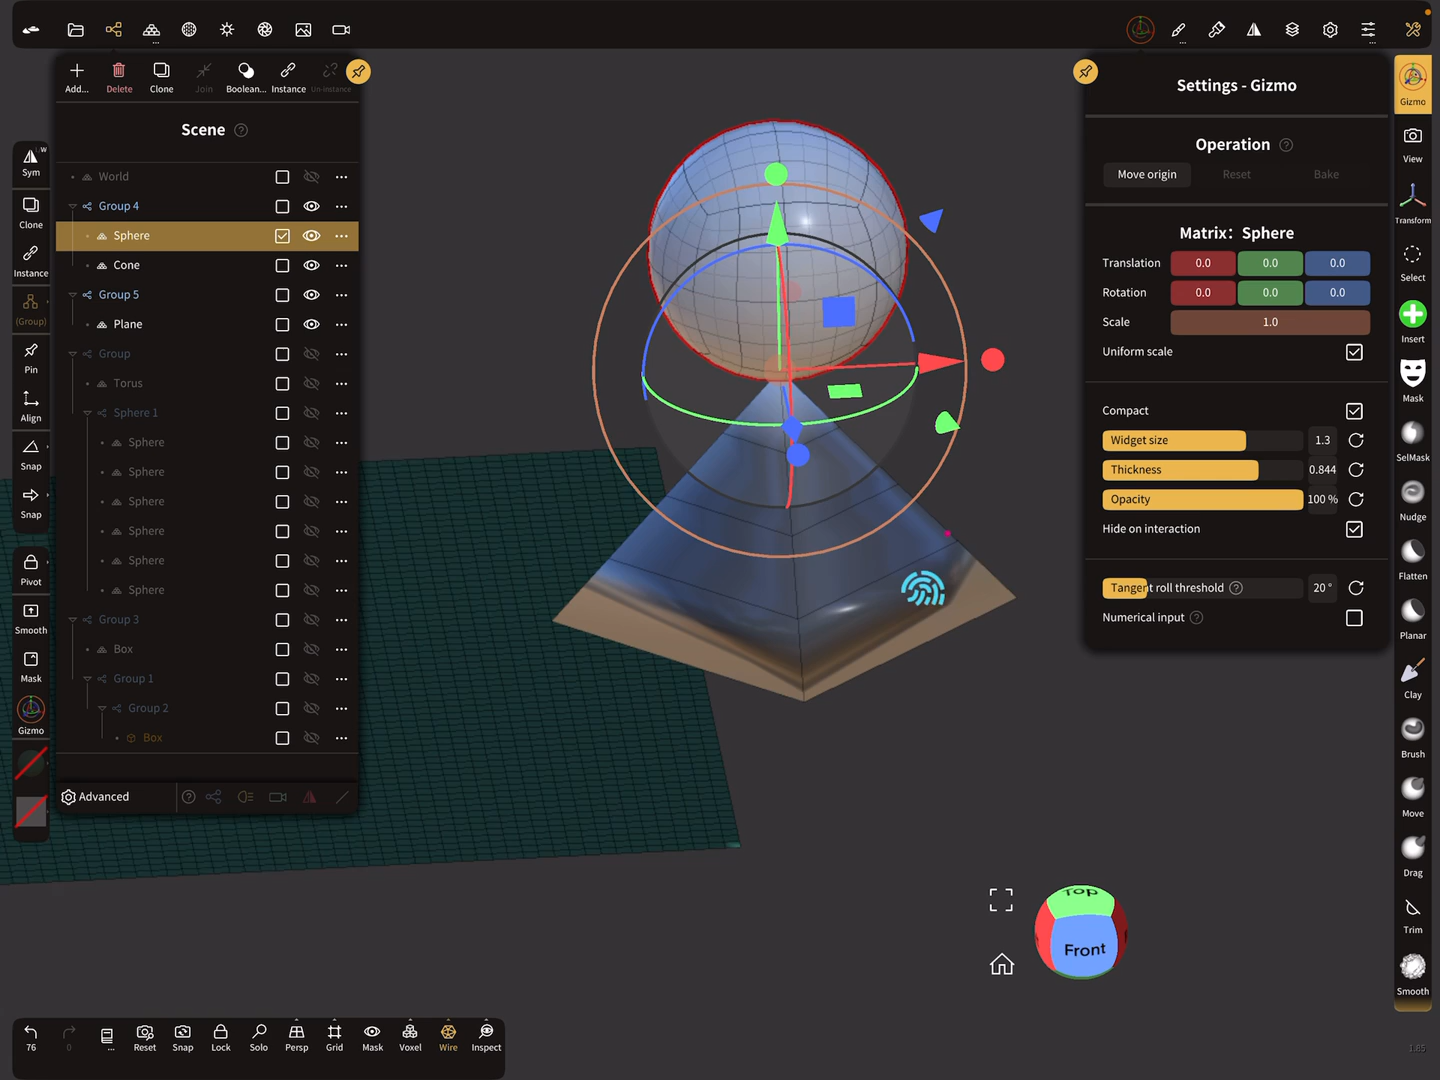 Add...
Delete
Clone
Join
Boolean...
Instance
Un-instance
Scene
World
Group 4
Sphere
Cone
Group 5
Plane
Group
Torus
Sphere 1
Sphere
Sphere
Sphere
Sphere
Sphere
Sphere
Group 3
Box
Group 1
Group 2
Box
Advanced
Sym
Clone
Instance
(Group)
Pin
Align
Snap
Snap
Pivot
Smooth
Mask
Gizmo
Settings - Gizmo
Operation
Move origin Reset Bake
Matrix: Sphere
Translation 0.0 0.0 0.0
Rotation 0.0 0.0 0.0
Scale 1.0
Uniform scale
Compact
Widget size 1.3
Thickness 0.844
Opacity 100 %
Hide on interaction
Tangent roll threshold 20 °
Numerical input
Gizmo
View
Transform
Select
Insert
Mask
SelMask
Nudge
Flatten
Planar
Clay
Brush
Move
Drag
Trim
Smooth
Top
Front
76
0
...
Reset
Snap
Lock
Solo
Persp
Grid
Mask
Voxel
Wire
Inspect
1.85